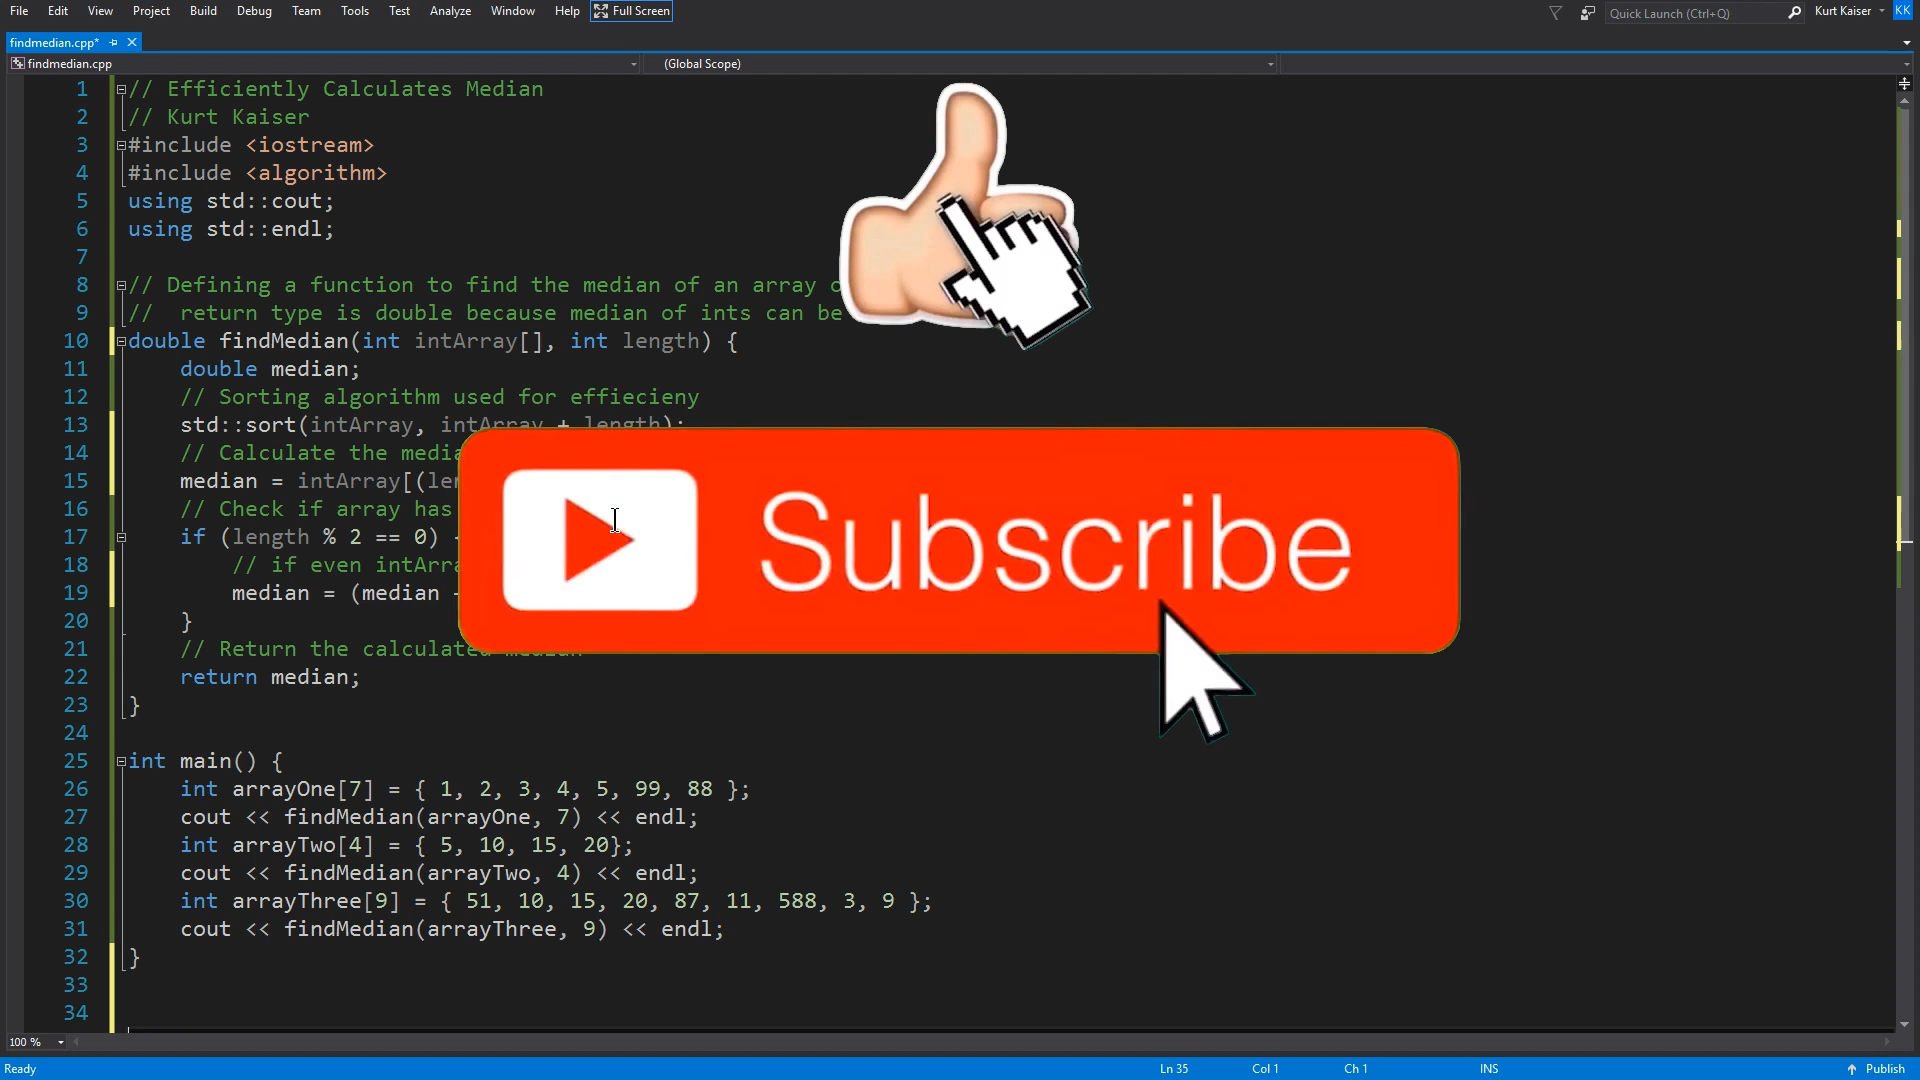 File Edit View Project Build Debug Team Tools Test Analyze Window Help Full Screen Quick Launch (Ctrl+Q) Kurt Kaiser KK
findmedian.cpp*
findmedian.cpp (Global Scope)
1 // Efficiently Calculates Median
2 // Kurt Kaiser
3 #include <iostream>
4 #include <algorithm>
5 using std::cout;
6 using std::endl;
7
8 // Defining a function to find the median of an array
9 // return type is double because median of ints can be
10 double findMedian(int intArray[], int length) {
11 double median;
12 // Sorting algorithm used for effiecieny
13 std::sort(intArray, intArray + length);
14 // Calculate the
15 median = intArray[(
16 // Check if array has
17 if (length % 2 == 0)
18 // if even
19 median = (median
20 }
21 // Return the calculated median
22 return median;
23 }
24
25 int main() {
26 int arrayOne[7] = { 1, 2, 3, 4, 5, 99, 88 };
27 cout << findMedian(arrayOne, 7) << endl;
28 int arrayTwo[4] = { 5, 10, 15, 20};
29 cout << findMedian(arrayTwo, 4) << endl;
30 int arrayThree[9] = { 51, 10, 15, 20, 87, 11, 588, 3, 9 };
31 cout << findMedian(arrayThree, 9) << endl;
32 }
33
34
Subscribe
100 %
Ready Ln 35 Col 1 Ch 1 INS Publish